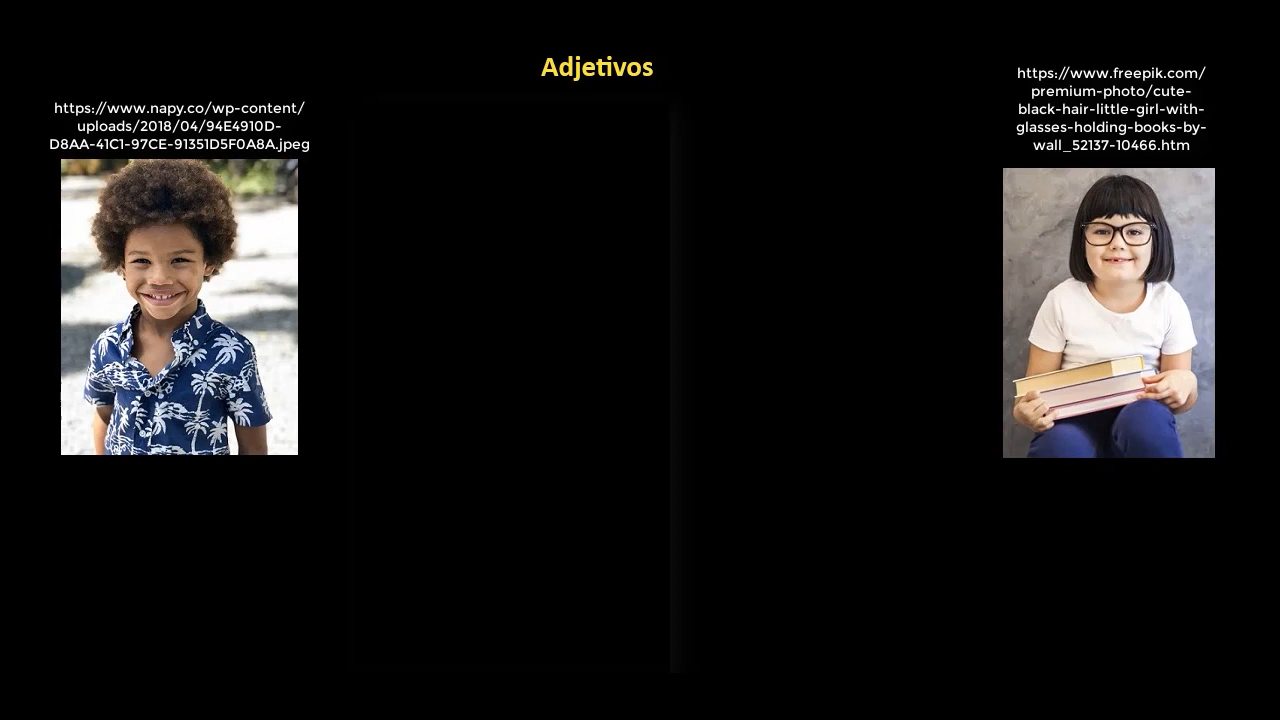 Adjetivos
https://www.napy.co/wp-content/
uploads/2018/04/94E4910D-
D8AA-41C1-97CE-91351D5F0A8A.jpeg
https://www.freepik.com/
premium-photo/cute-
black-hair-little-girl-with-
glasses-holding-books-by-
wall_52137-10466.htm